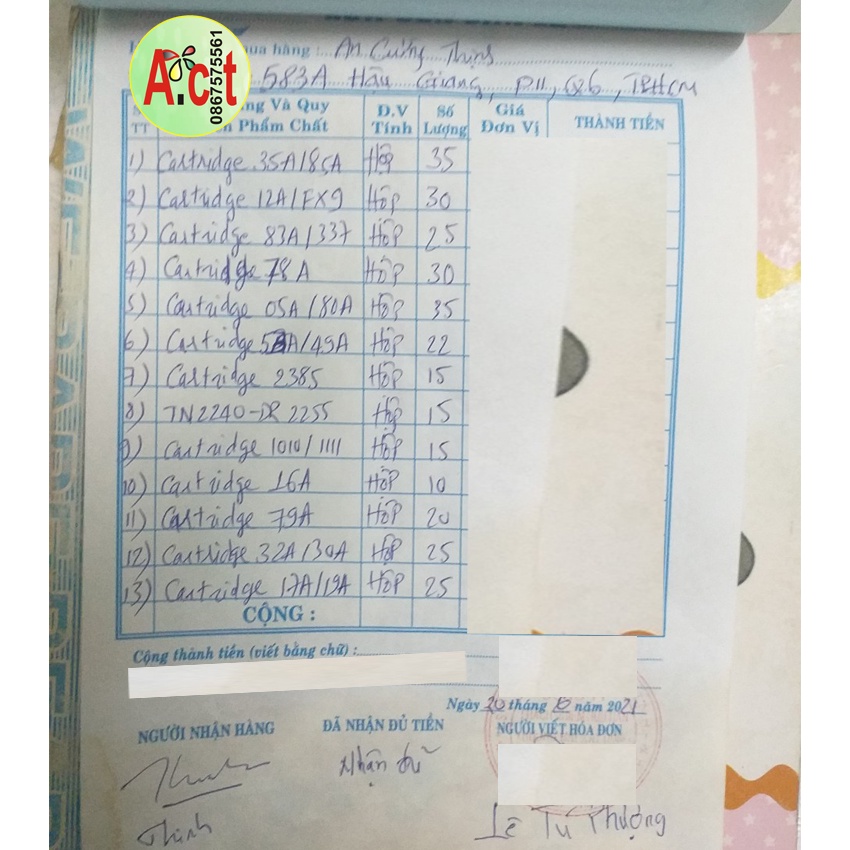 A.ct
0867575561
ua hàng : An Cường Thịnh
583A Hậu Giang, P11, Q6, TPHCM
TT
ng Và Quy
n Phẩm Chất
Đ.V Tính
Số Lượng
Giá Đơn Vị
THÀNH TIỀN
1) Cartridge 35A/85A Hộp 35
2) Cartridge 12A/FX9 Hộp 30
3) Cartridge 83A/337 Hộp 25
4) Cartridge 78A Hộp 30
5) Cartridge 05A/80A Hộp 35
6) Cartridge 53A/49A Hộp 22
7) Cartridge 2385 Hộp 15
8) TN2240-DR 2255 Hộp 15
9) Cartridge 1010/1111 Hộp 15
10) Cartridge 16A Hộp 10
11) Cartridge 79A Hộp 20
12) Cartridge 32A/30A Hộp 25
13) Cartridge 17A/19A Hộp 25
CỘNG :
Cộng thành tiền (viết bằng chữ) :
Ngày 20 tháng 10 năm 2021
NGƯỜI NHẬN HÀNG ĐÃ NHẬN ĐỦ TIỀN NGƯỜI VIẾT HÓA ĐƠN
Nhận đủ
Thịnh
Lê Tú Phượng